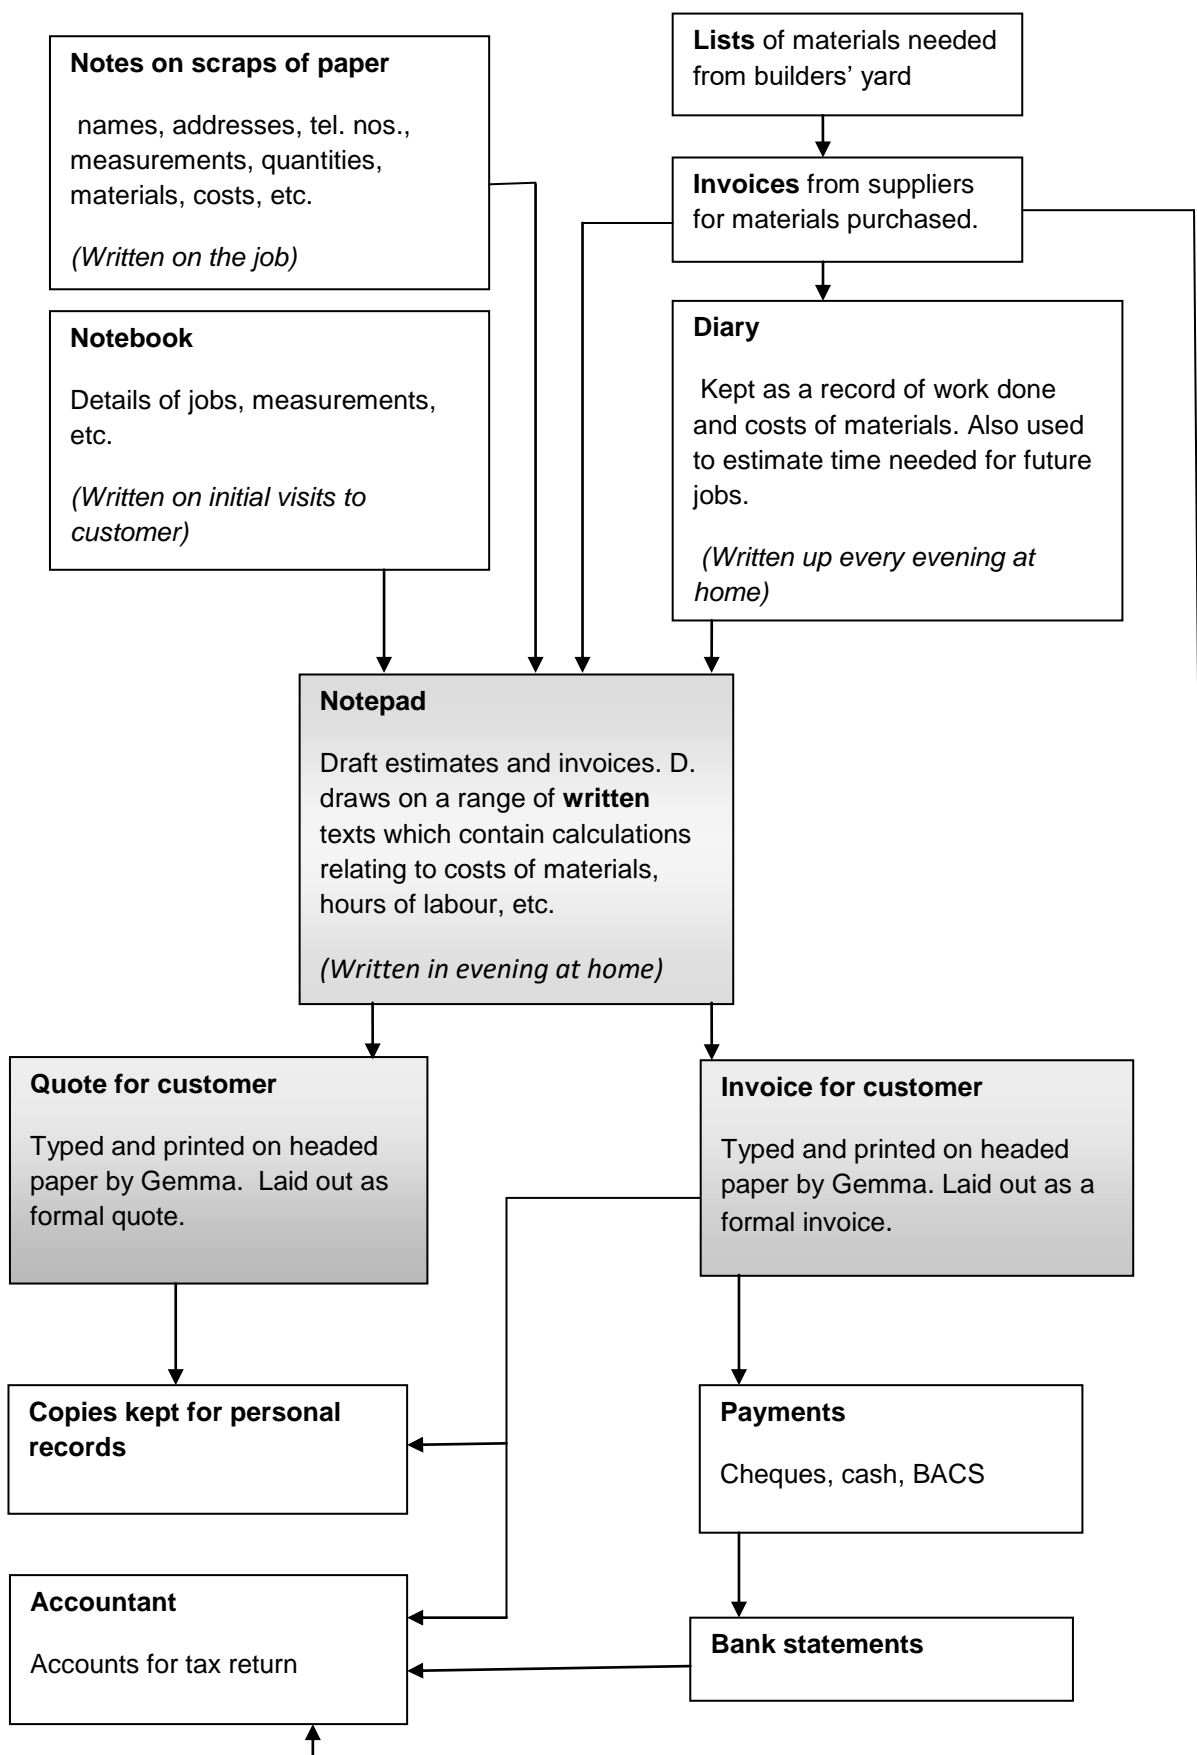 Notes on scraps of paper
names, addresses, tel. nos.,
measurements, quantities,
materials, costs, etc.
(Written on the job)
Lists of materials needed
from builders’ yard
Invoices from suppliers
for materials purchased.
Notebook
Details of jobs, measurements,
etc.
(Written on initial visits to
customer)
Diary
Kept as a record of work done
and costs of materials. Also used
to estimate time needed for future
jobs.
(Written up every evening at
home)
Notepad
Draft estimates and invoices. D.
draws on a range of written
texts which contain calculations
relating to costs of materials,
hours of labour, etc.
(Written in evening at home)
Quote for customer
Typed and printed on headed
paper by Gemma.  Laid out as
formal quote.
Invoice for customer
Typed and printed on headed
paper by Gemma. Laid out as a
formal invoice.
Copies kept for personal
records
Payments
Cheques, cash, BACS
Accountant
Accounts for tax return
Bank statements